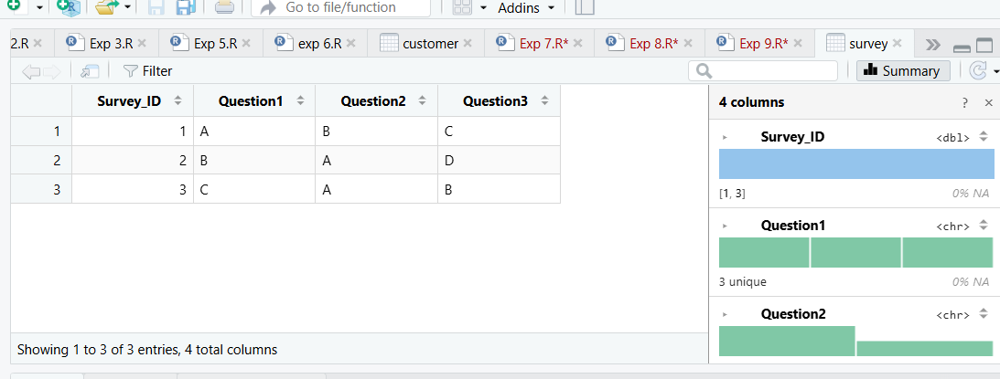 Go to file/function Addins
2.R Exp 3.R Exp 5.R exp 6.R customer Exp 7.R* Exp 8.R* Exp 9.R* survey
Filter Summary
Survey_ID Question1 Question2 Question3
1 1 A B C
2 2 B A D
3 3 C A B
Showing 1 to 3 of 3 entries, 4 total columns
4 columns ?
Survey_ID <dbl>
[1, 3] 0% NA
Question1 <chr>
3 unique 0% NA
Question2 <chr>